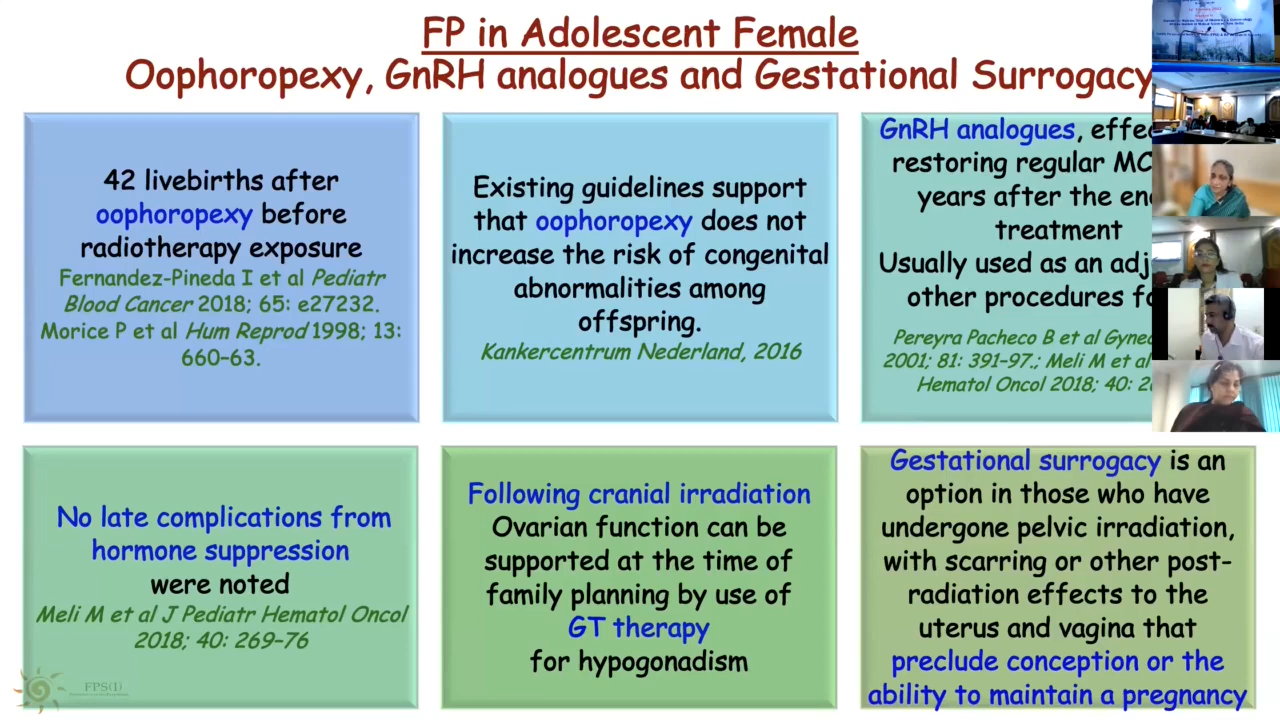 FP in Adolescent Female
Oophoropexy, GnRH analogues and Gestational Surrogacy
42 livebirths after
oophoropexy before
radiotherapy exposure
Fernandez-Pineda I et al Pediatr
Blood Cancer 2018; 65: e27232.
Morice P et al Hum Reprod 1998; 13:
660–63.
Existing guidelines support
that oophoropexy does not
increase the risk of congenital
abnormalities among
offspring.
Kankercentrum Nederland, 2016
GnRH analogues,
restoring regular
years after the
treatment
Usually used as an
other procedures
Pereyra Pacheco B et al
2001; 81: 391–97.; Meli M et al
Hematol Oncol 2018; 40:
No late complications from
hormone suppression
were noted
Meli M et al J Pediatr Hematol Oncol
2018; 40: 269–76
Following cranial irradiation
Ovarian function can be
supported at the time of
family planning by use of
GT therapy
for hypogonadism
Gestational surrogacy is an
option in those who have
undergone pelvic irradiation,
with scarring or other post-
radiation effects to the
uterus and vagina that
preclude conception or the
ability to maintain a pregnancy
FPS(I)